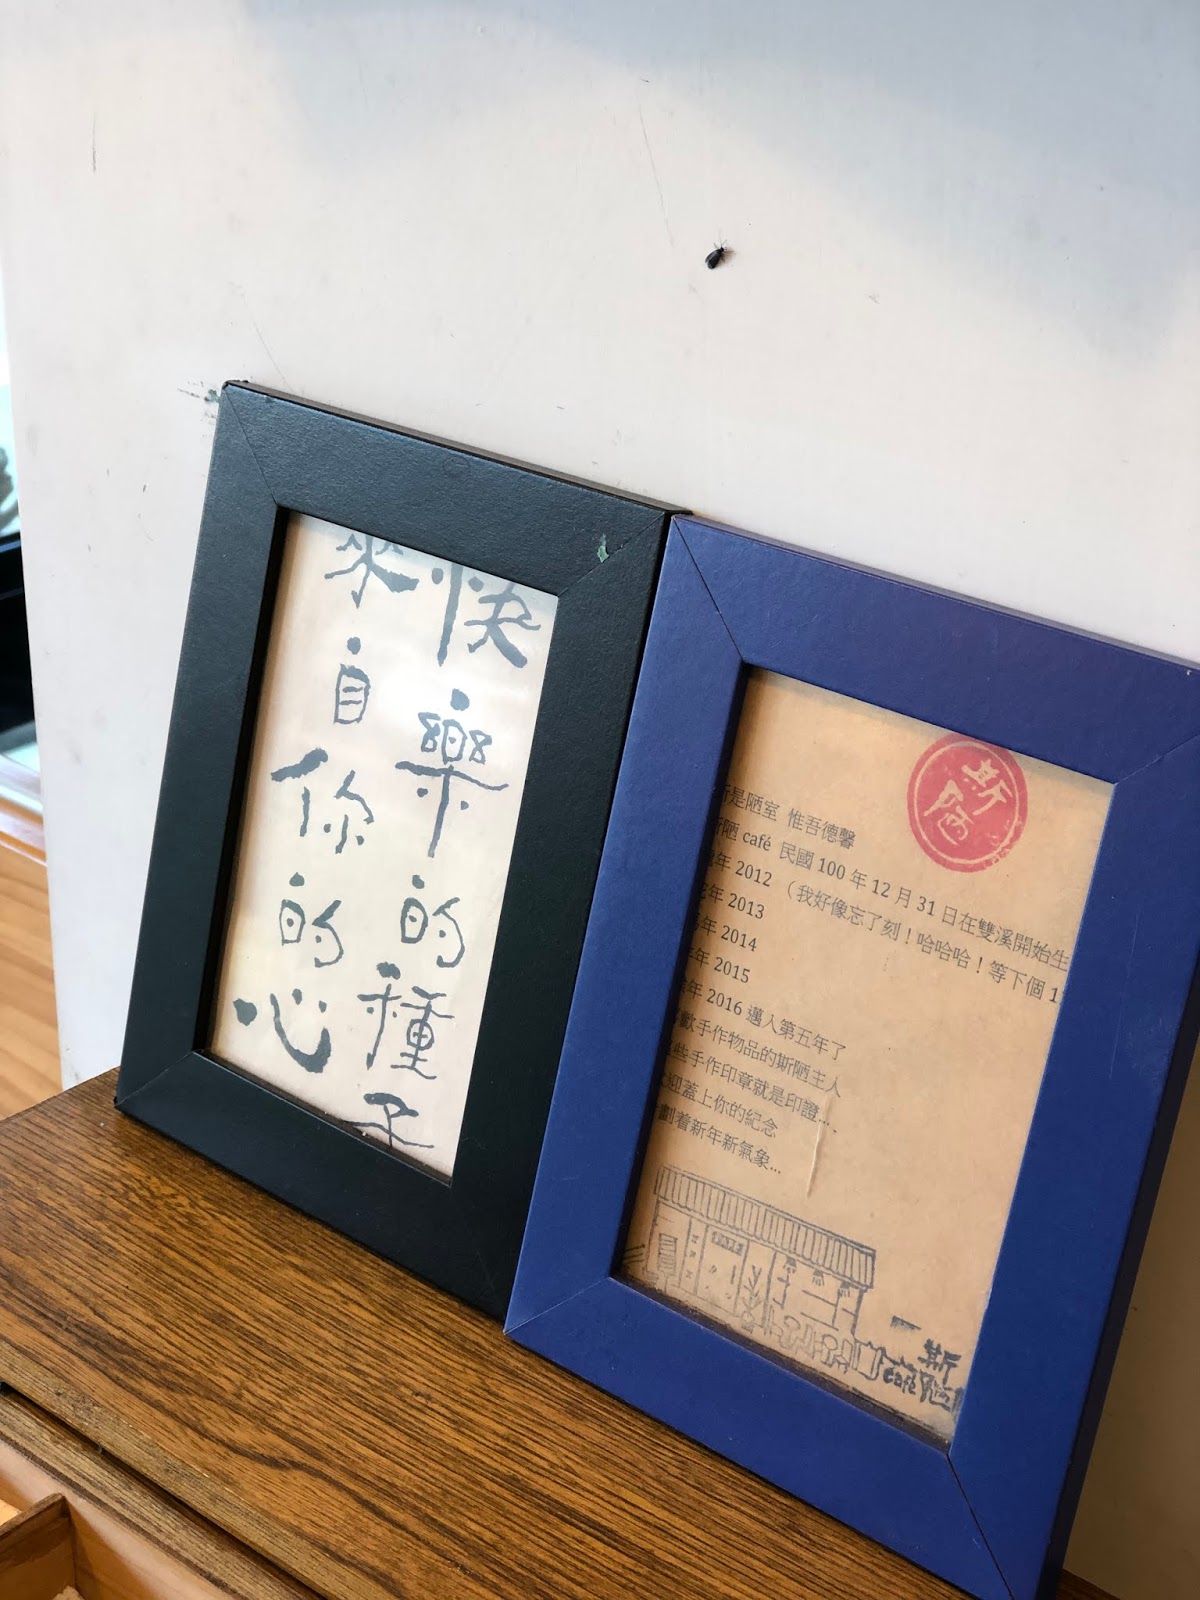 快樂的種子
來自你的心
斯陋
斯是陋室 惟吾德馨
斯陋 café 民國 100 年 12 月 31 日在雙溪開始生
年 2012 （我好像忘了刻！哈哈哈！等下個 1
年 2013
年 2014
年 2015
年 2016 邁入第五年了
歡手作物品的斯陋主人
些手作印章就是印證….
迎蓋上你的紀念
劃着新年新氣象…
斯陋
café